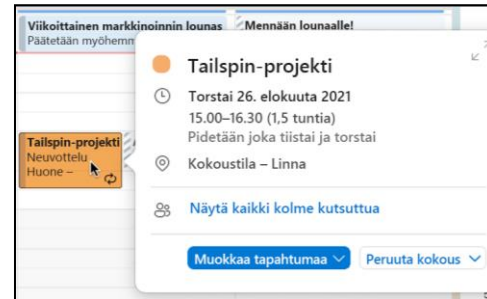 Viikoittainen markkinoinnin lounas
Päätetään myöhemm
Mennään lounaalle!
Tailspin-projekti
Neuvottelu
Huone –
Tailspin-projekti
Torstai 26. elokuuta 2021
15.00–16.30 (1,5 tuntia)
Pidetään joka tiistai ja torstai
Kokoustila – Linna
Näytä kaikki kolme kutsuttua
Muokkaa tapahtumaa
Peruuta kokous